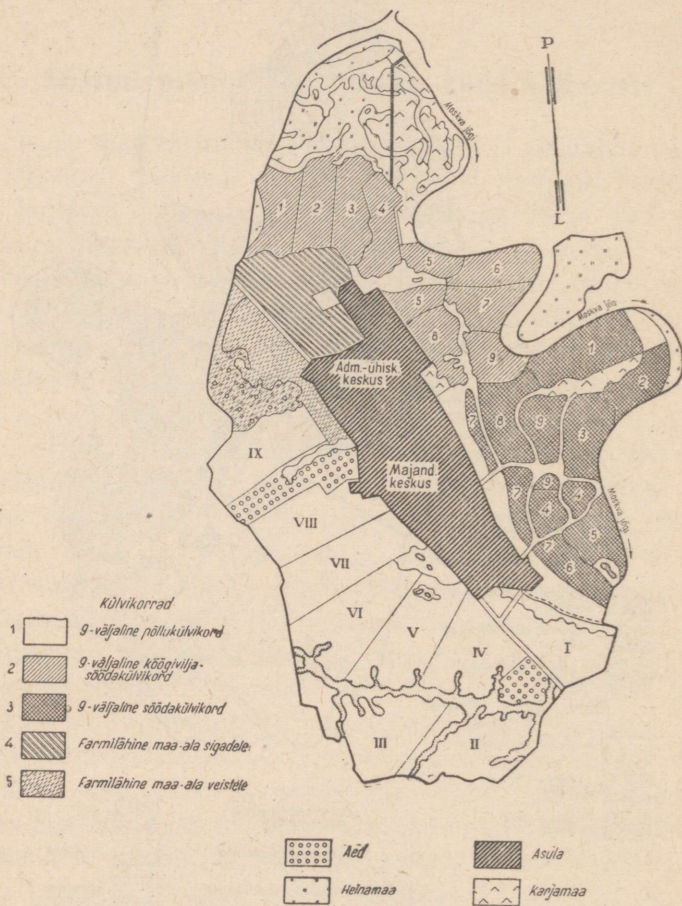 P
L
Moskva jõgi
1 2 3 4
5 6
5 7
8 9
Moskva jõgi
1 2
7 8 9 3
7 9 4 4
7 5
6
Moskva jõgi
Adm.-ühisk.
keskus
Majand.
keskus
IX
VIII
VII
VI
V
IV
I
III
II
Külvikorrad
1 9-väljaline põllukülvikord
2 9-väljaline köögivilja-
söödakülvikord
3 9-väljaline söödakülvikord
4 Farmilähine maa-ala sigadele
5 Farmilähine maa-ala veistele
Aed
Asula
Heinamaa
Karjamaa